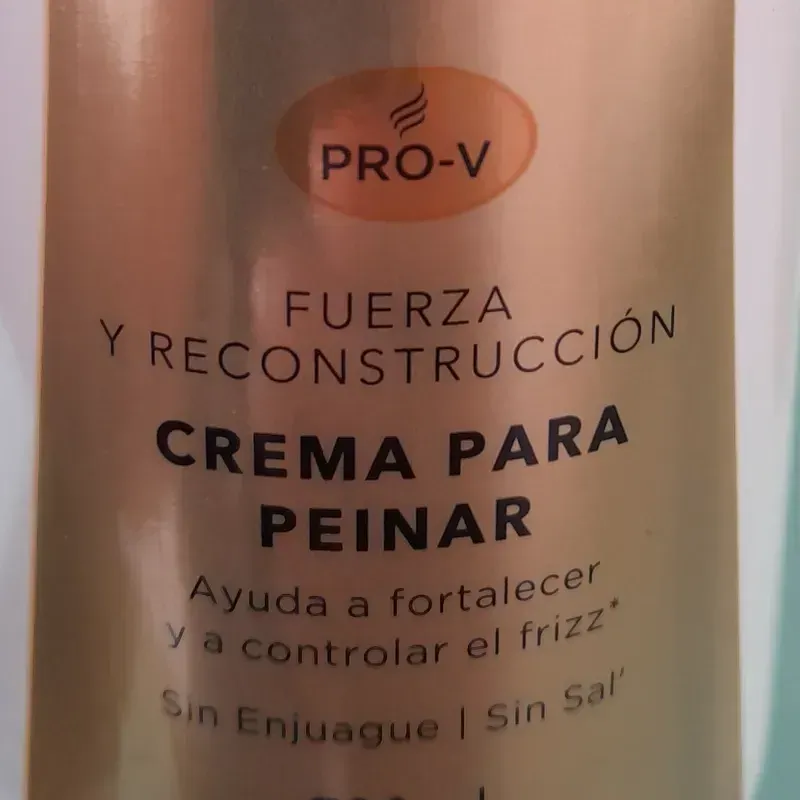 PRO-V
FUERZA
Y RECONSTRUCCIÓN
CREMA PARA
PEINAR
Ayuda a fortalecer
y a controlar el frizz*
Sin Enjuague | Sin Sal'